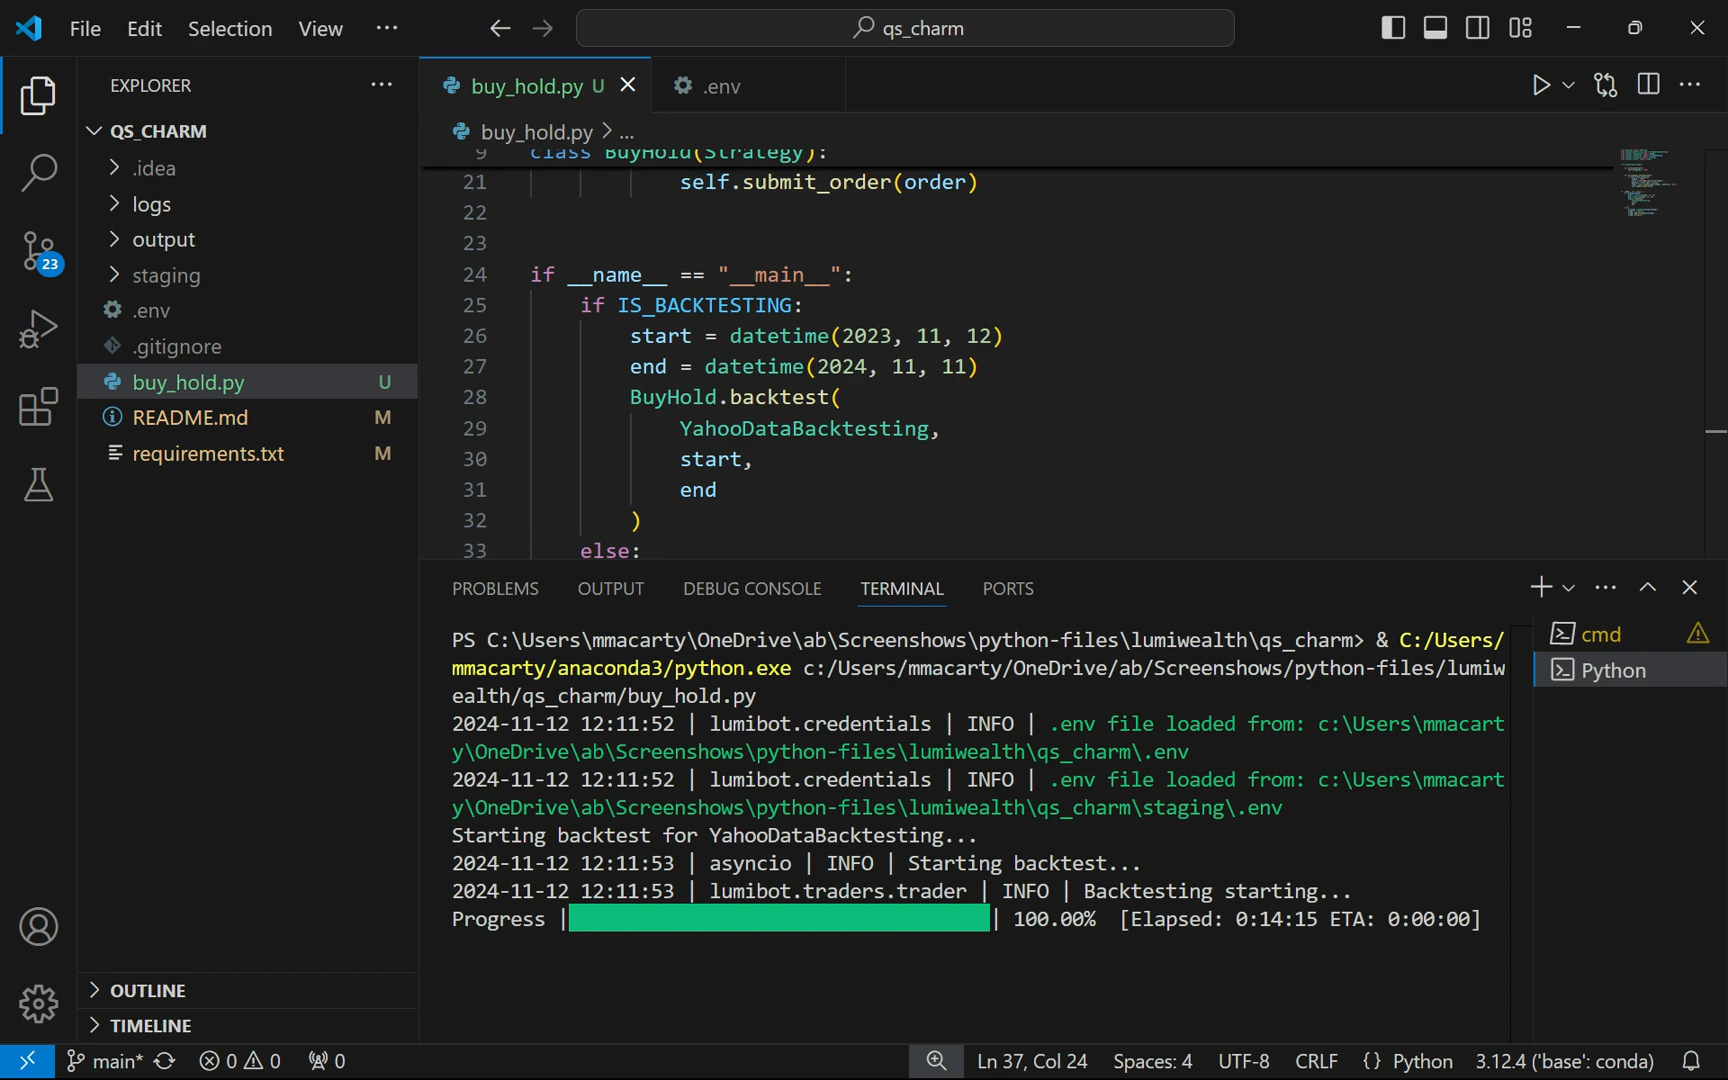 File Edit Selection View ···
qs_charm
EXPLORER ···
QS_CHARM
.idea
logs
output
staging
.env
.gitignore
buy_hold.py U
README.md M
requirements.txt M
OUTLINE
TIMELINE
23
buy_hold.py U
.env
buy_hold.py > ...
9 class BuyHold(Strategy):
21 self.submit_order(order)
22
23
24 if __name__ == "__main__":
25 if IS_BACKTESTING:
26 start = datetime(2023, 11, 12)
27 end = datetime(2024, 11, 11)
28 BuyHold.backtest(
29 YahooDataBacktesting,
30 start,
31 end
32 )
33 else:
PROBLEMS OUTPUT DEBUG CONSOLE TERMINAL PORTS
PS C:\Users\mmacarty\OneDrive\ab\Screenshows\python-files\lumiwealth\qs_charm> & C:/Users/
mmacarty/anaconda3/python.exe c:/Users/mmacarty/OneDrive/ab/Screenshows/python-files/lumiw
ealth/qs_charm/buy_hold.py
2024-11-12 12:11:52 | lumibot.credentials | INFO | .env file loaded from: c:\Users\mmacart
y\OneDrive\ab\Screenshows\python-files\lumiwealth\qs_charm\.env
2024-11-12 12:11:52 | lumibot.credentials | INFO | .env file loaded from: c:\Users\mmacart
y\OneDrive\ab\Screenshows\python-files\lumiwealth\qs_charm\staging\.env
Starting backtest for YahooDataBacktesting...
2024-11-12 12:11:53 | asyncio | INFO | Starting backtest...
2024-11-12 12:11:53 | lumibot.traders.trader | INFO | Backtesting starting...
Progress | | 100.00% [Elapsed: 0:14:15 ETA: 0:00:00]
cmd
Python
main* 0 0 0
Ln 37, Col 24 Spaces: 4 UTF-8 CRLF {} Python 3.12.4 ('base': conda)